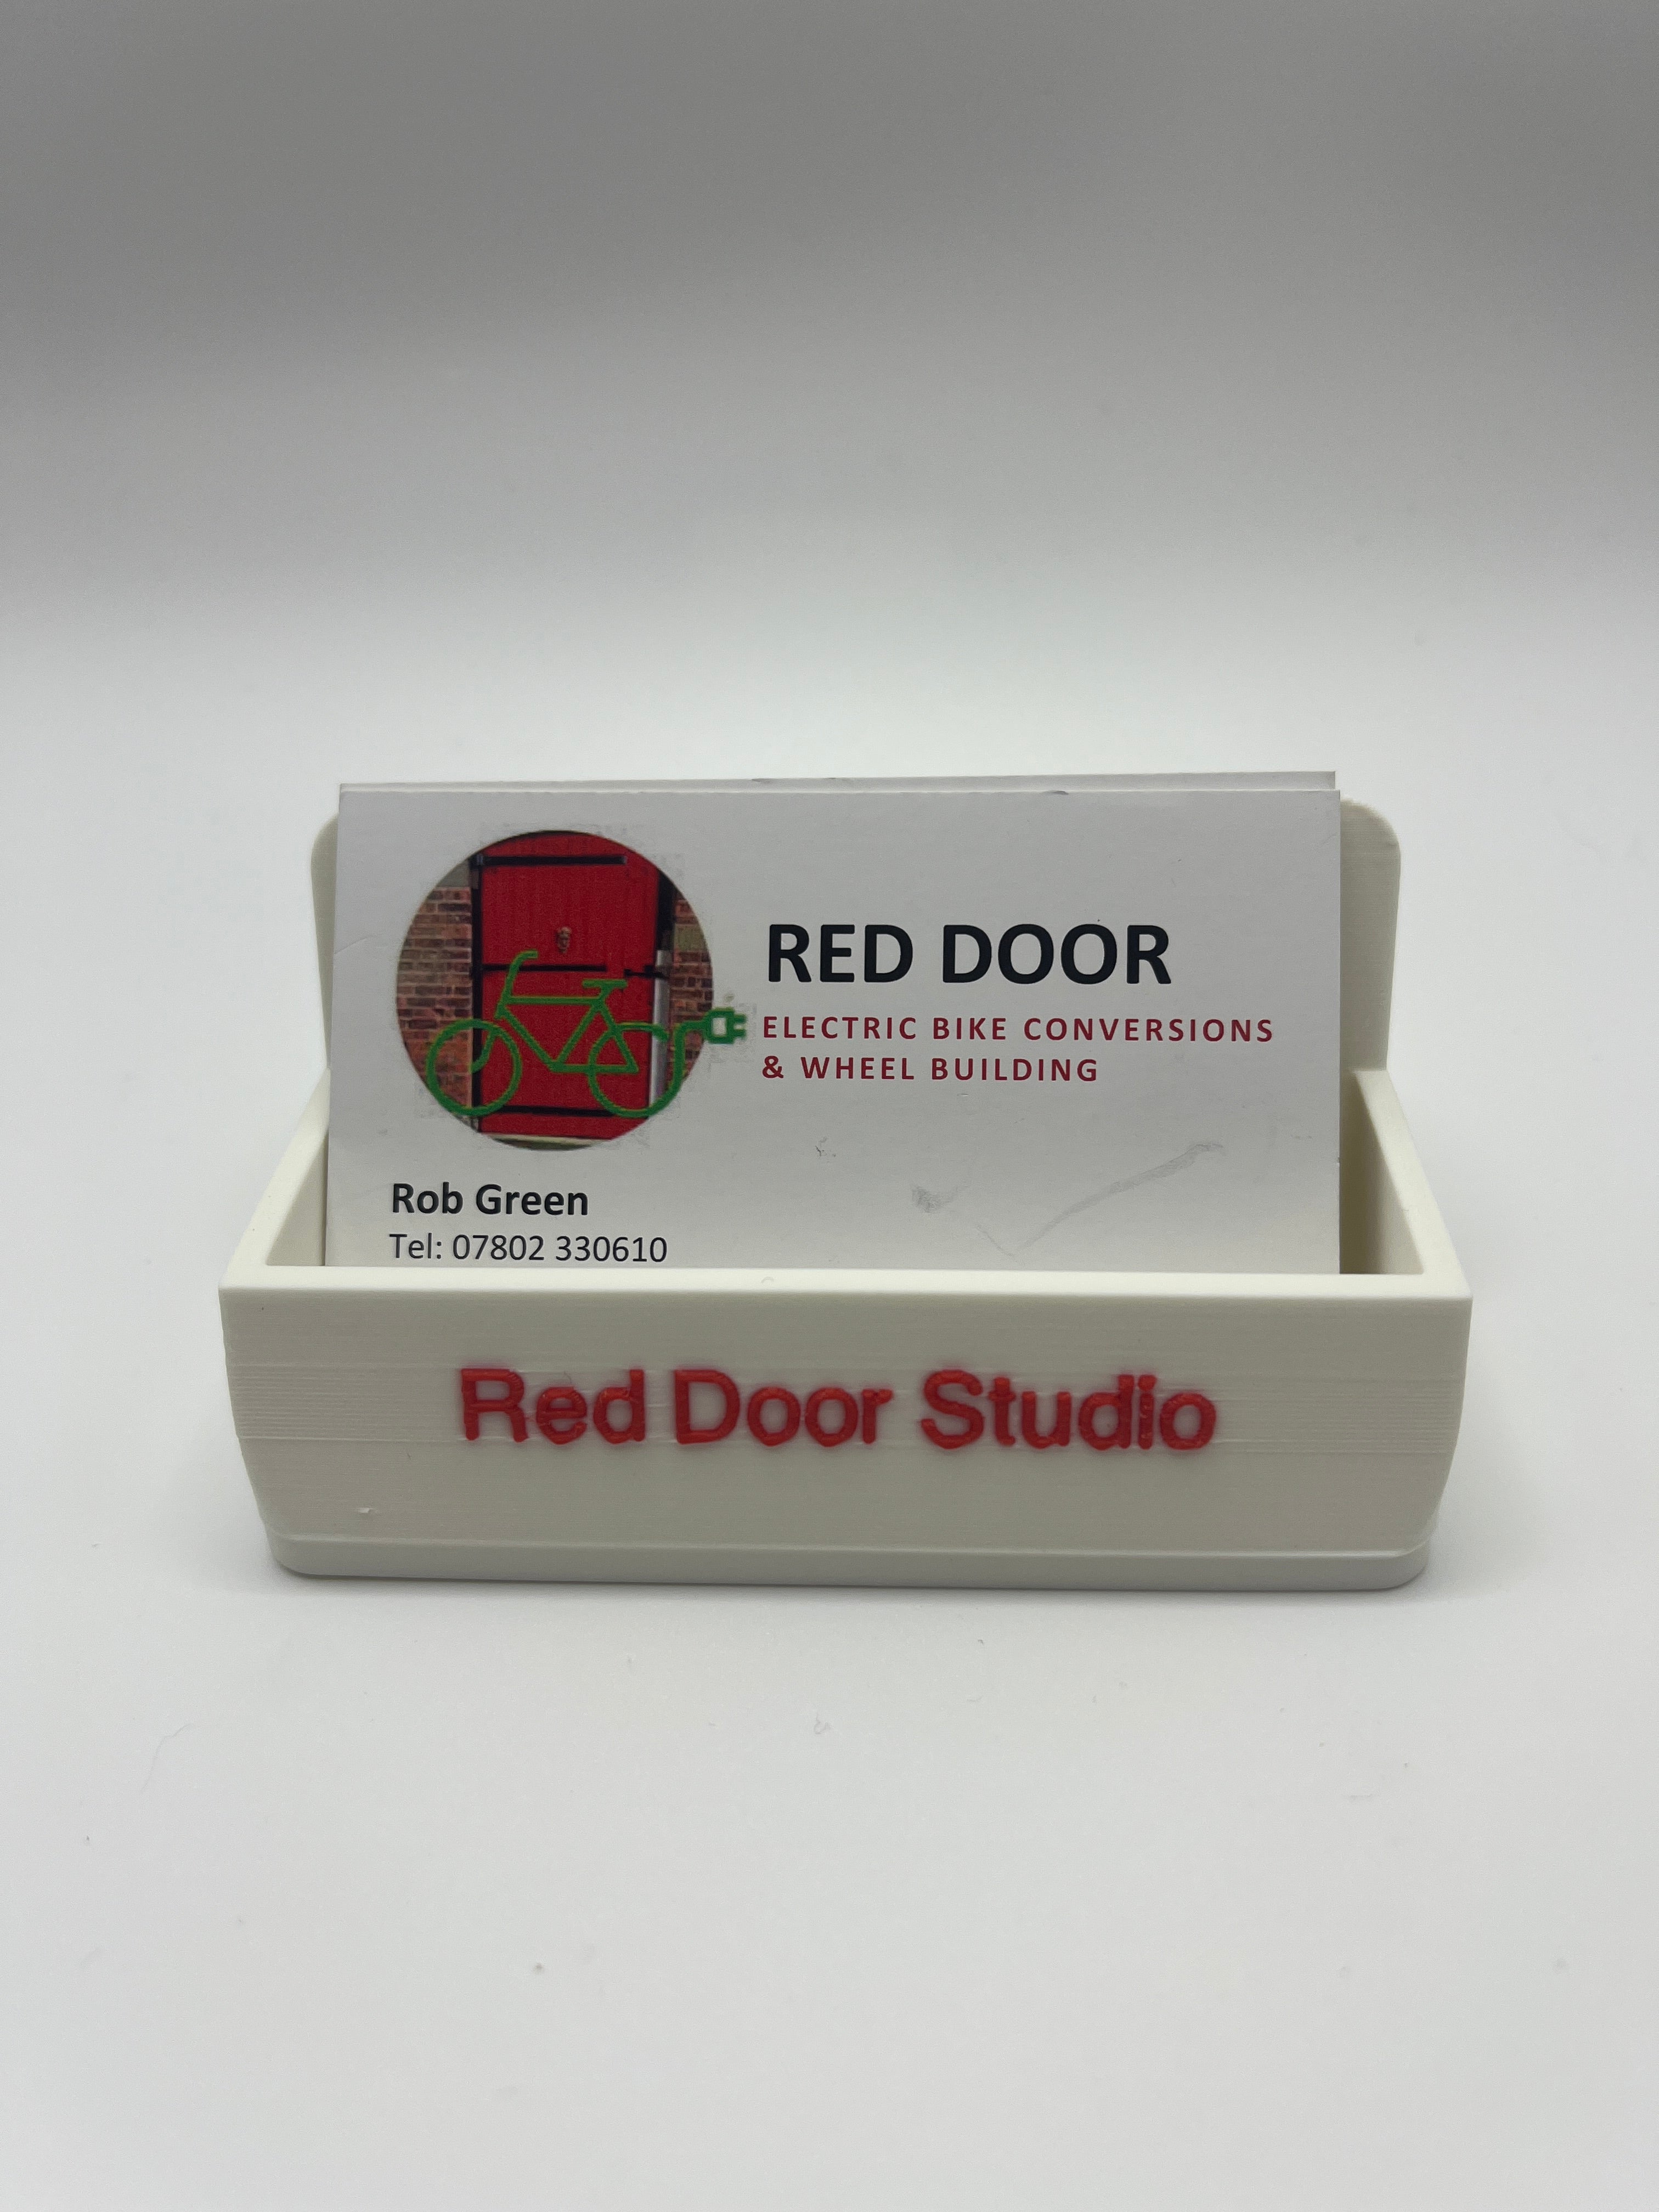 RED DOOR
ELECTRIC BIKE CONVERSIONS
& WHEEL BUILDING
Rob Green
Tel: 07802 330610
Red Door Studio